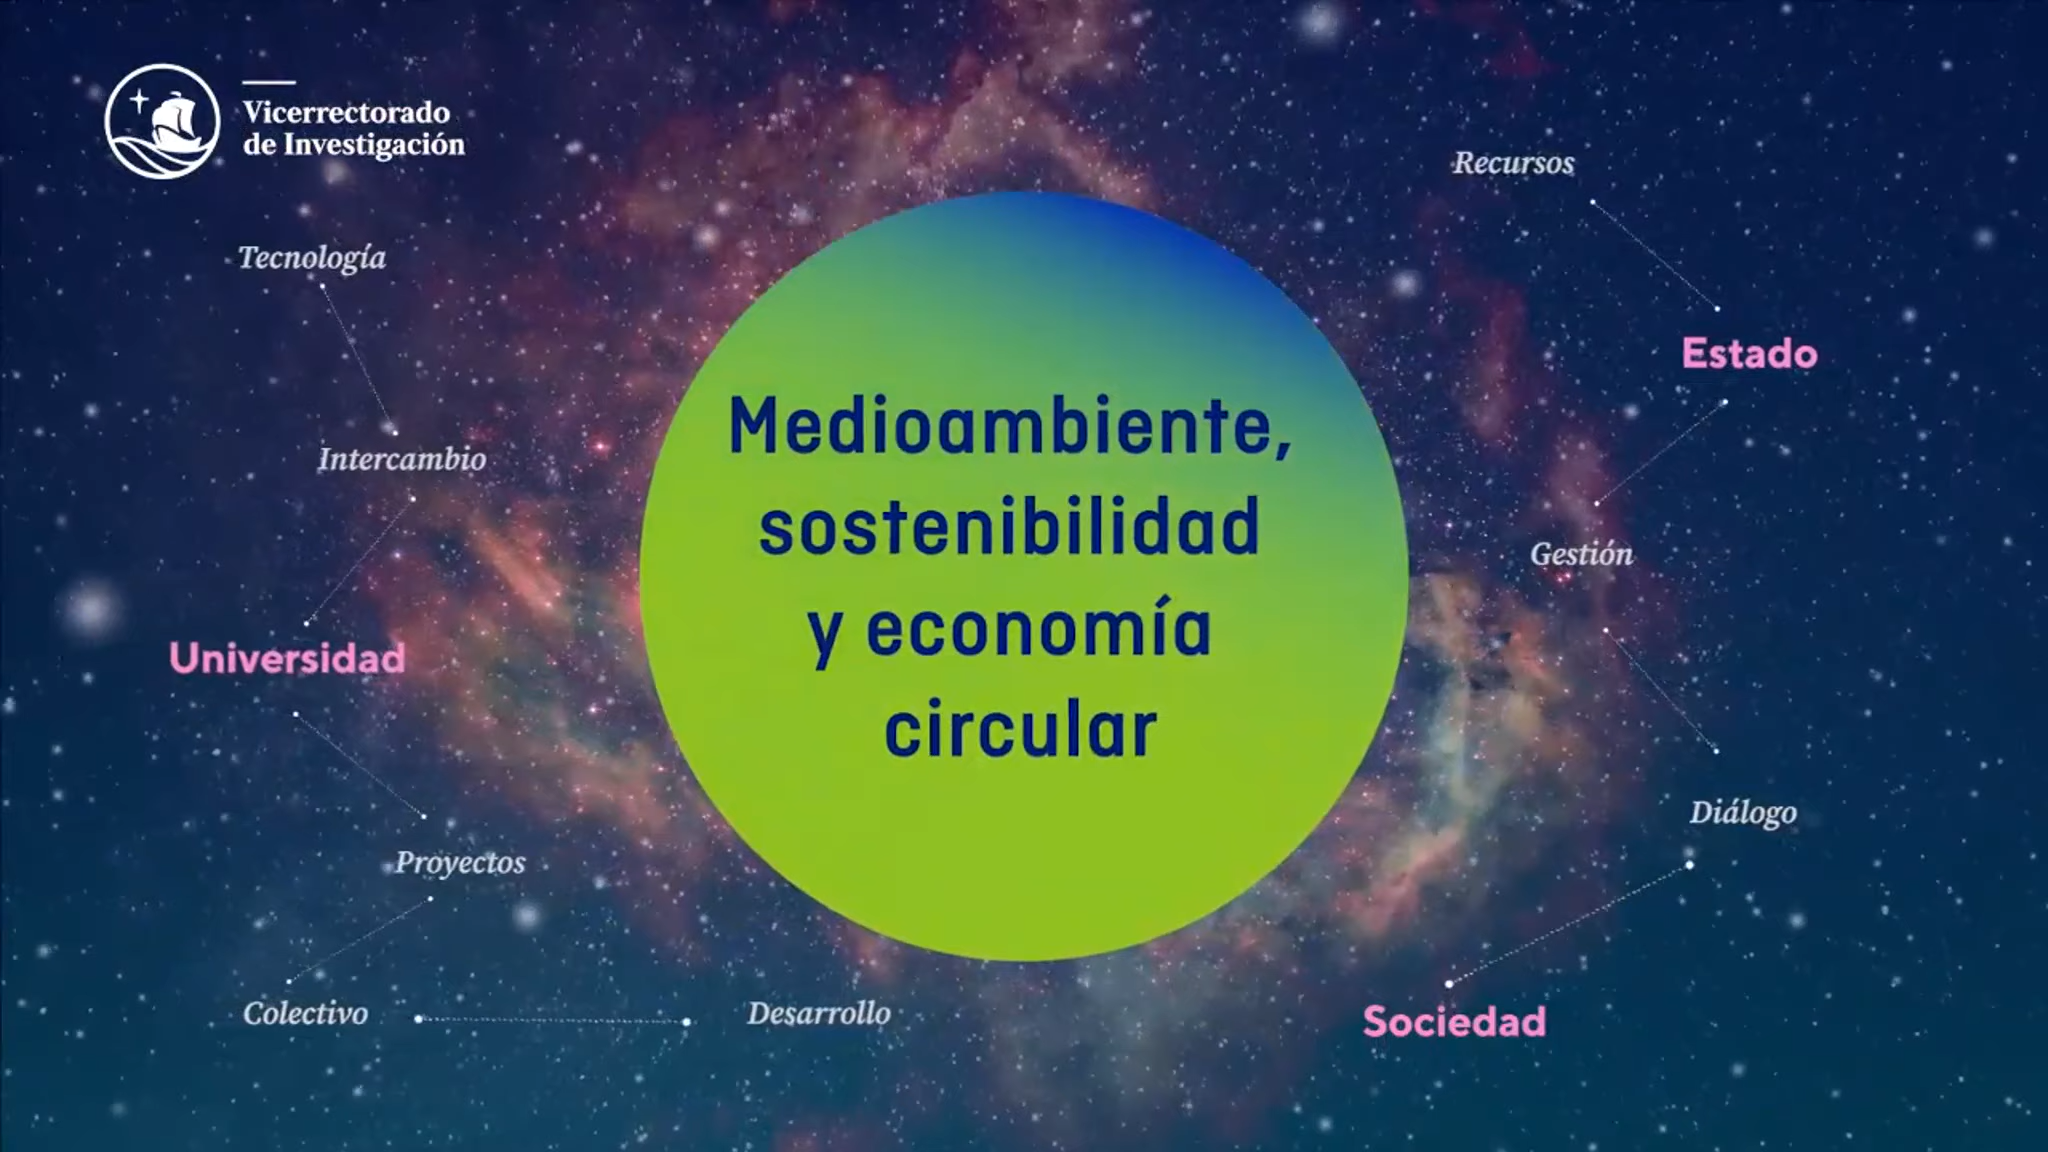 Vicerrectorado
de Investigación
Recursos
Tecnología
Estado
Medioambiente,
sostenibilidad
y economía
circular
Intercambio
Gestión
Universidad
Diálogo
Proyectos
Colectivo
Desarrollo
Sociedad